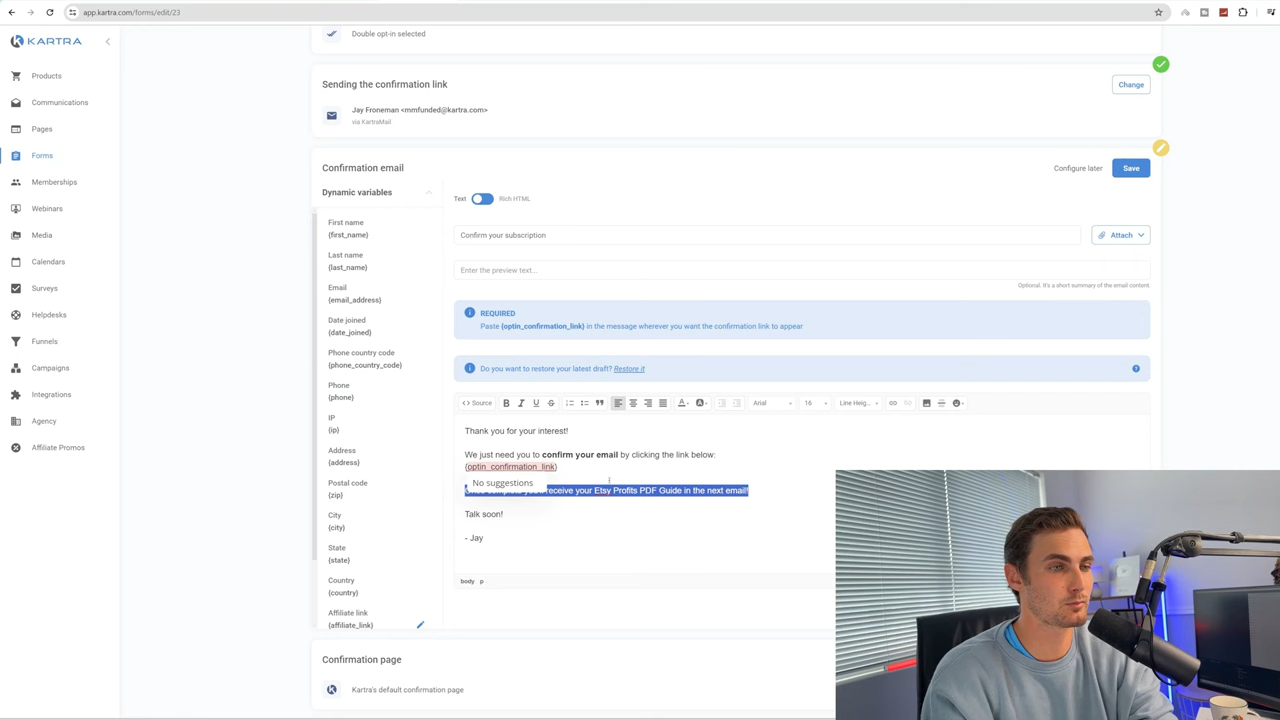 app.kartra.com/forms/edit/23
KARTRA
Products
Communications
Pages
Forms
Memberships
Webinars
Media
Calendars
Surveys
Helpdesks
Funnels
Campaigns
Integrations
Agency
Affiliate Promos
Double opt-in selected
Sending the confirmation link
Change
Jay Froneman <mmfunded@kartra.com>
via KartraMail
Confirmation email
Configure later
Save
Dynamic variables
First name
{first_name}
Last name
{last_name}
Email
{email_address}
Date joined
{date_joined}
Phone country code
{phone_country_code}
Phone
{phone}
IP
{ip}
Address
{address}
Postal code
{zip}
City
{city}
State
{state}
Country
{country}
Affiliate link
{affiliate_link}
Text
Rich HTML
Confirm your subscription
Attach
Enter the preview text...
Optional. It's a short summary of the email content.
REQUIRED
Paste {optin_confirmation_link} in the message wherever you want the confirmation link to appear
Do you want to restore your latest draft? Restore it
Source
Arial
16
Line Heig...
Thank you for your interest!
We just need you to confirm your email by clicking the link below:
{optin_confirmation_link}
No suggestions
receive your Etsy Profits PDF Guide in the next email!
Talk soon!
- Jay
body p
Confirmation page
Kartra's default confirmation page